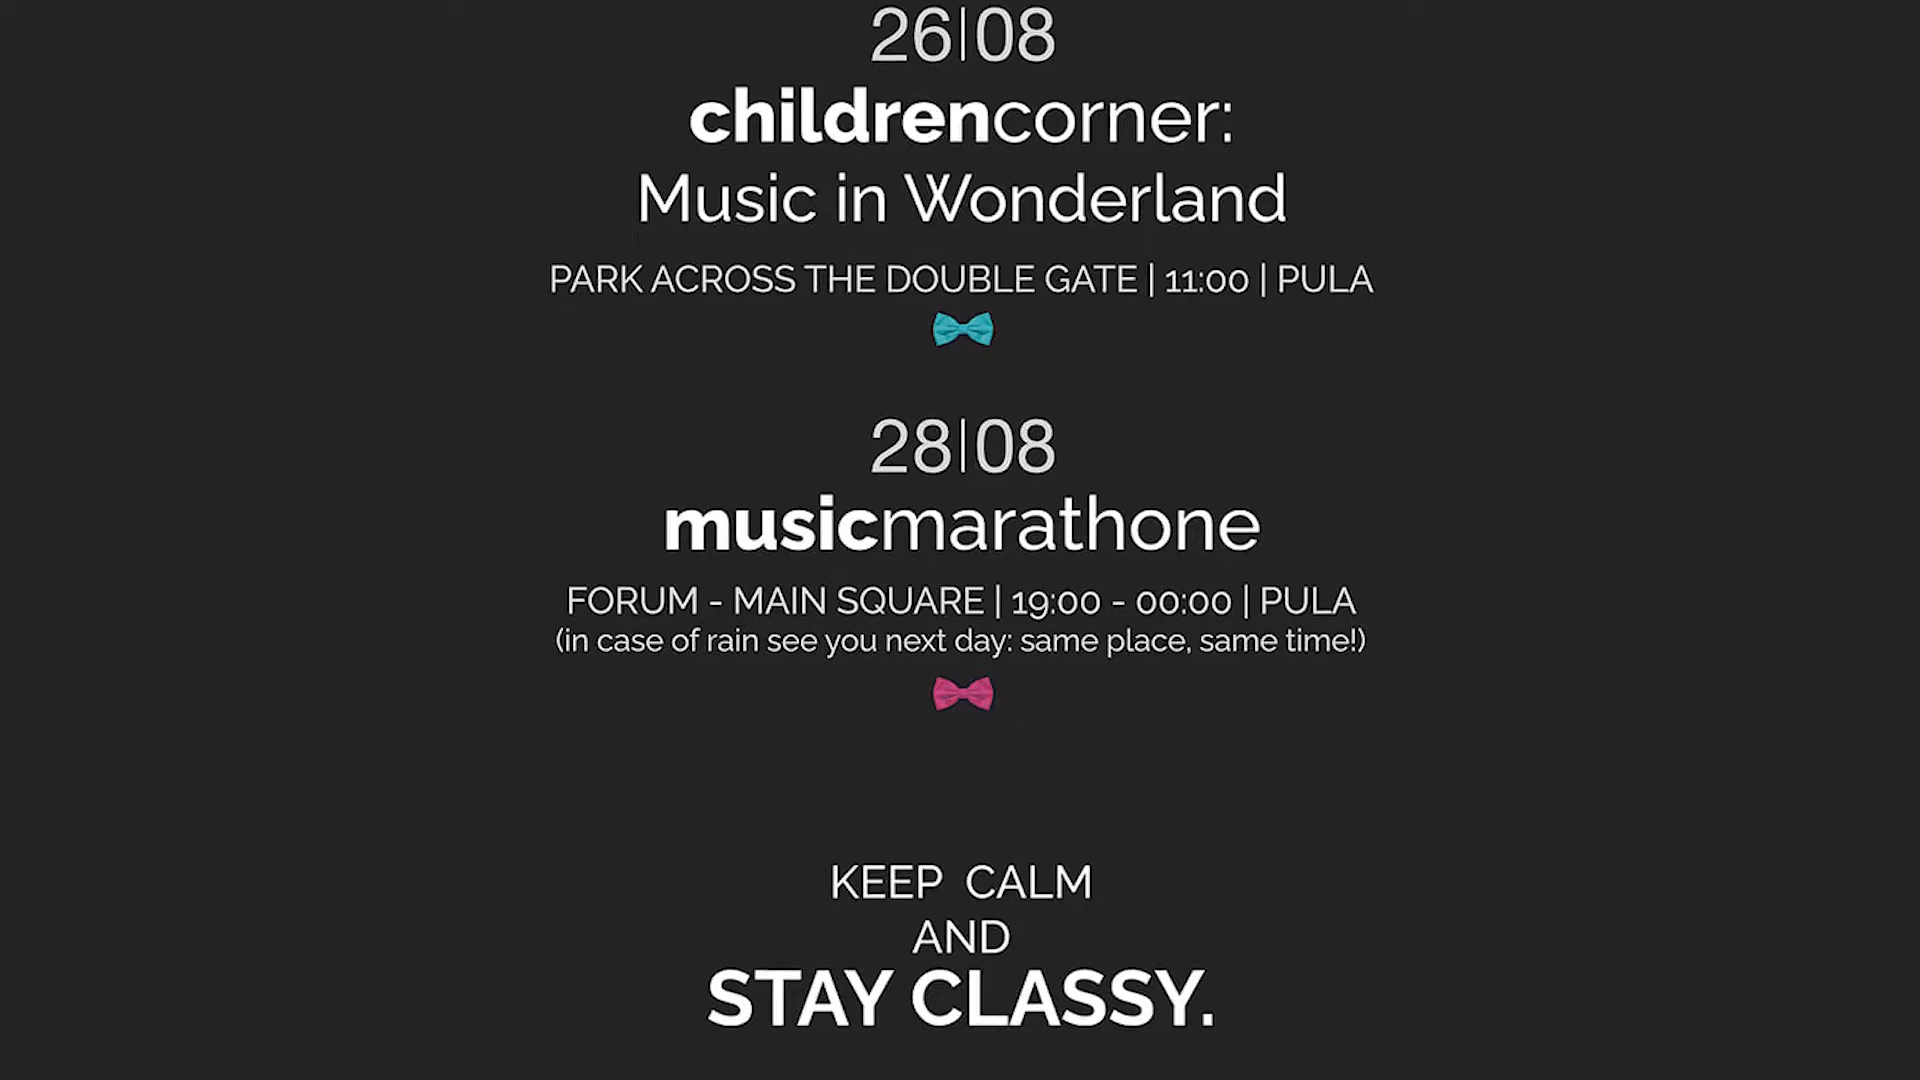 26|08
childrencorner:
Music in Wonderland
PARK ACROSS THE DOUBLE GATE | 11:00 | PULA
28|08
musicmarathone
FORUM - MAIN SQUARE | 19:00 - 00:00 | PULA
(in case of rain see you next day: same place, same time!)
KEEP CALM
AND
STAY CLASSY.